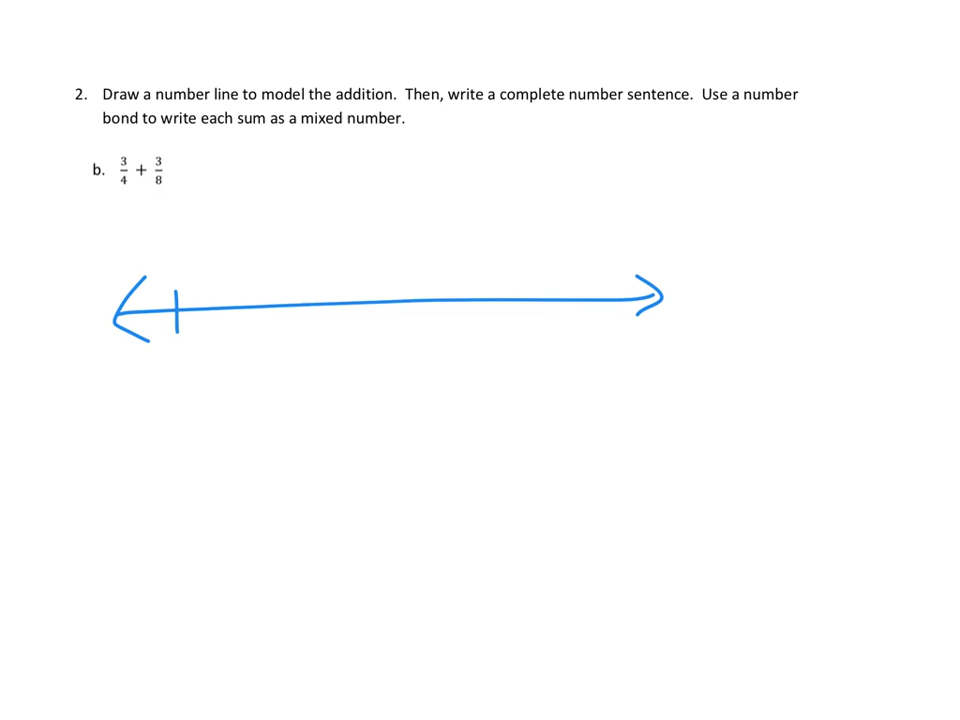 2. Draw a number line to model the addition. Then, write a complete number sentence. Use a number
bond to write each sum as a mixed number.
b. 3/4 + 3/8